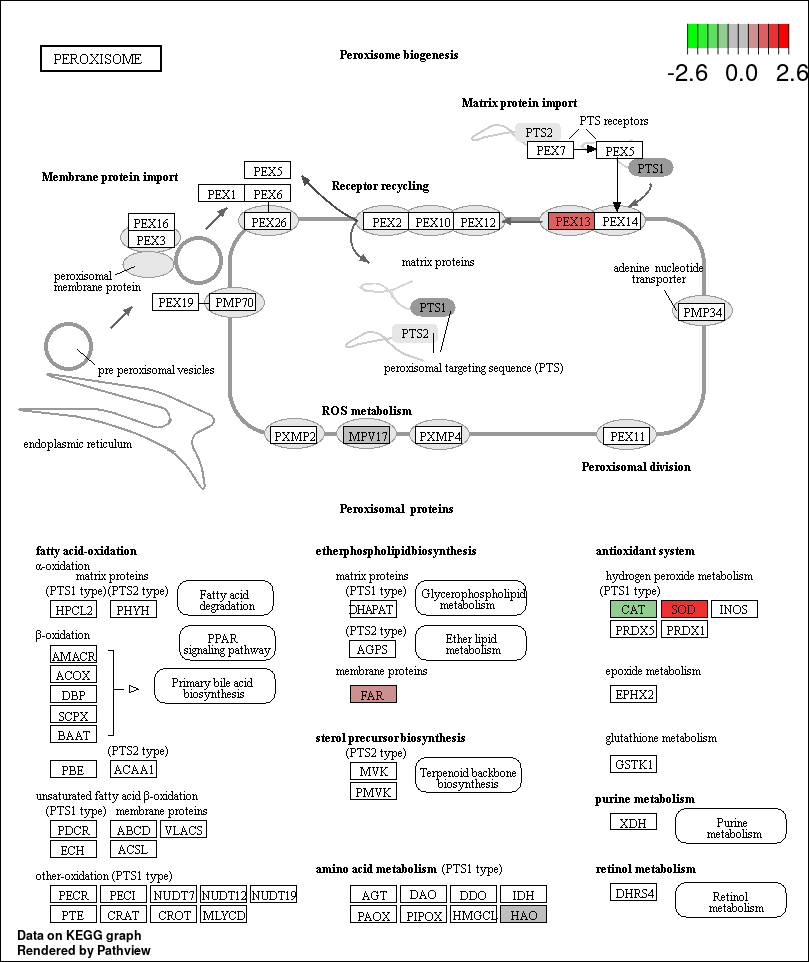 PEROXISOME
Peroxisome biogenesis
-2.6 0.0 2.6
Matrix protein import
PTS2
PTS receptors
PEX7
PEX5
PTS1
Membrane protein import
PEX5
Receptor recycling
PEX1
PEX6
PEX16
PEX3
PEX26
PEX2
PEX10
PEX12
PEX13
PEX14
matrix proteins
adenine nucleotide
transporter
peroxisomal
membrane protein
PEX19
PMP70
PTS1
PMP34
PTS2
pre peroxisomal vesicles
peroxisomal targeting sequence (PTS)
ROS metabolism
endoplasmic reticulum
PXMP2
MPV17
PXMP4
PEX11
Peroxisomal division
Peroxisomal proteins
fatty acid-oxidation
α-oxidation
matrix proteins
(PTS1 type) (PTS2 type)
HPCL2
PHYH
Fatty acid
degradation
β-oxidation
PPAR
signaling pathway
AMACR
ACOX
DBP
SCPX
BAAT
Primary bile acid
biosynthesis
(PTS2 type)
PBE
ACAA1
unsaturated fatty acid β-oxidation
(PTS1 type) membrane proteins
PDCR
ABCD
VLACS
ECH
ACSL
other-oxidation (PTS1 type)
PECR
PECI
NUDT7
NUDT12
NUDT19
PTE
CRAT
CROT
MLYCD
etherphospholipidbiosynthesis
matrix proteins
(PTS1 type)
DHAPAT
Glycerophospholipid
metabolism
(PTS2 type)
AGPS
Ether lipid
metabolism
membrane proteins
FAR
sterol precursor biosynthesis
(PTS2 type)
MVK
PMVK
Terpenoid backbone
biosynthesis
amino acid metabolism (PTS1 type)
AGT
DAO
DDO
IDH
PAOX
PIPOX
HMGCL
HAO
antioxidant system
hydrogen peroxide metabolism
(PTS1 type)
CAT
SOD
INOS
PRDX5
PRDX1
epoxide metabolism
EPHX2
glutathione metabolism
GSTK1
purine metabolism
XDH
Purine
metabolism
retinol metabolism
DHRS4
Retinol
metabolism
Data on KEGG graph
Rendered by Pathview